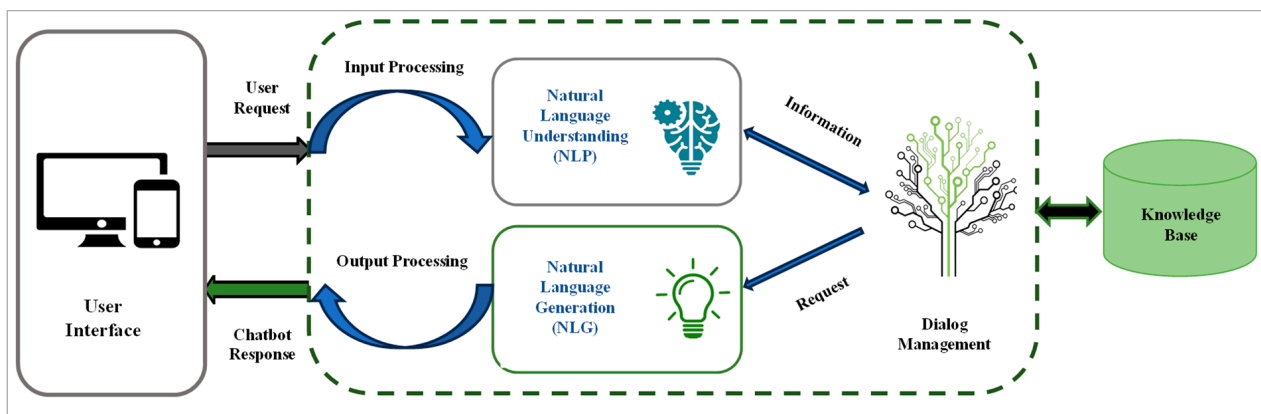 User
Interface
User
Request
Chatbot
Response
Input Processing
Natural
Language
Understanding
(NLP)
Output Processing
Natural
Language
Generation
(NLG)
Information
Request
Dialog
Management
Knowledge
Base